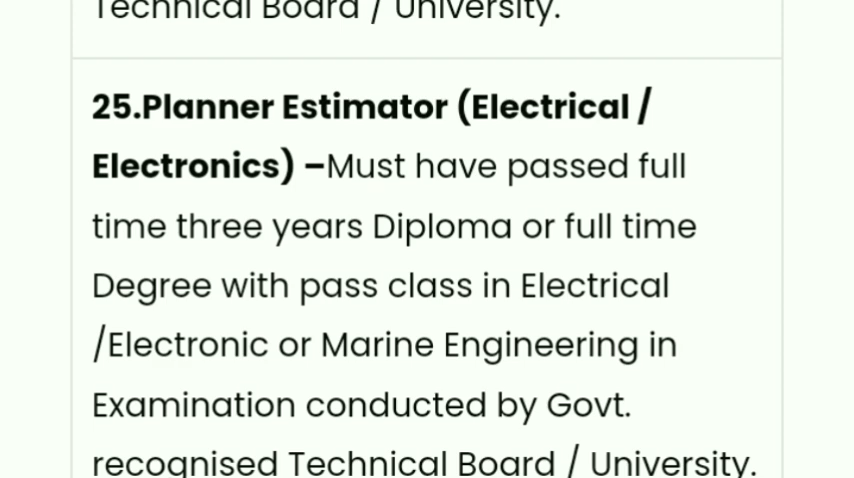 Technical Board / University.
25.Planner Estimator (Electrical /
Electronics) –Must have passed full
time three years Diploma or full time
Degree with pass class in Electrical
/Electronic or Marine Engineering in
Examination conducted by Govt.
recognised Technical Board / University.